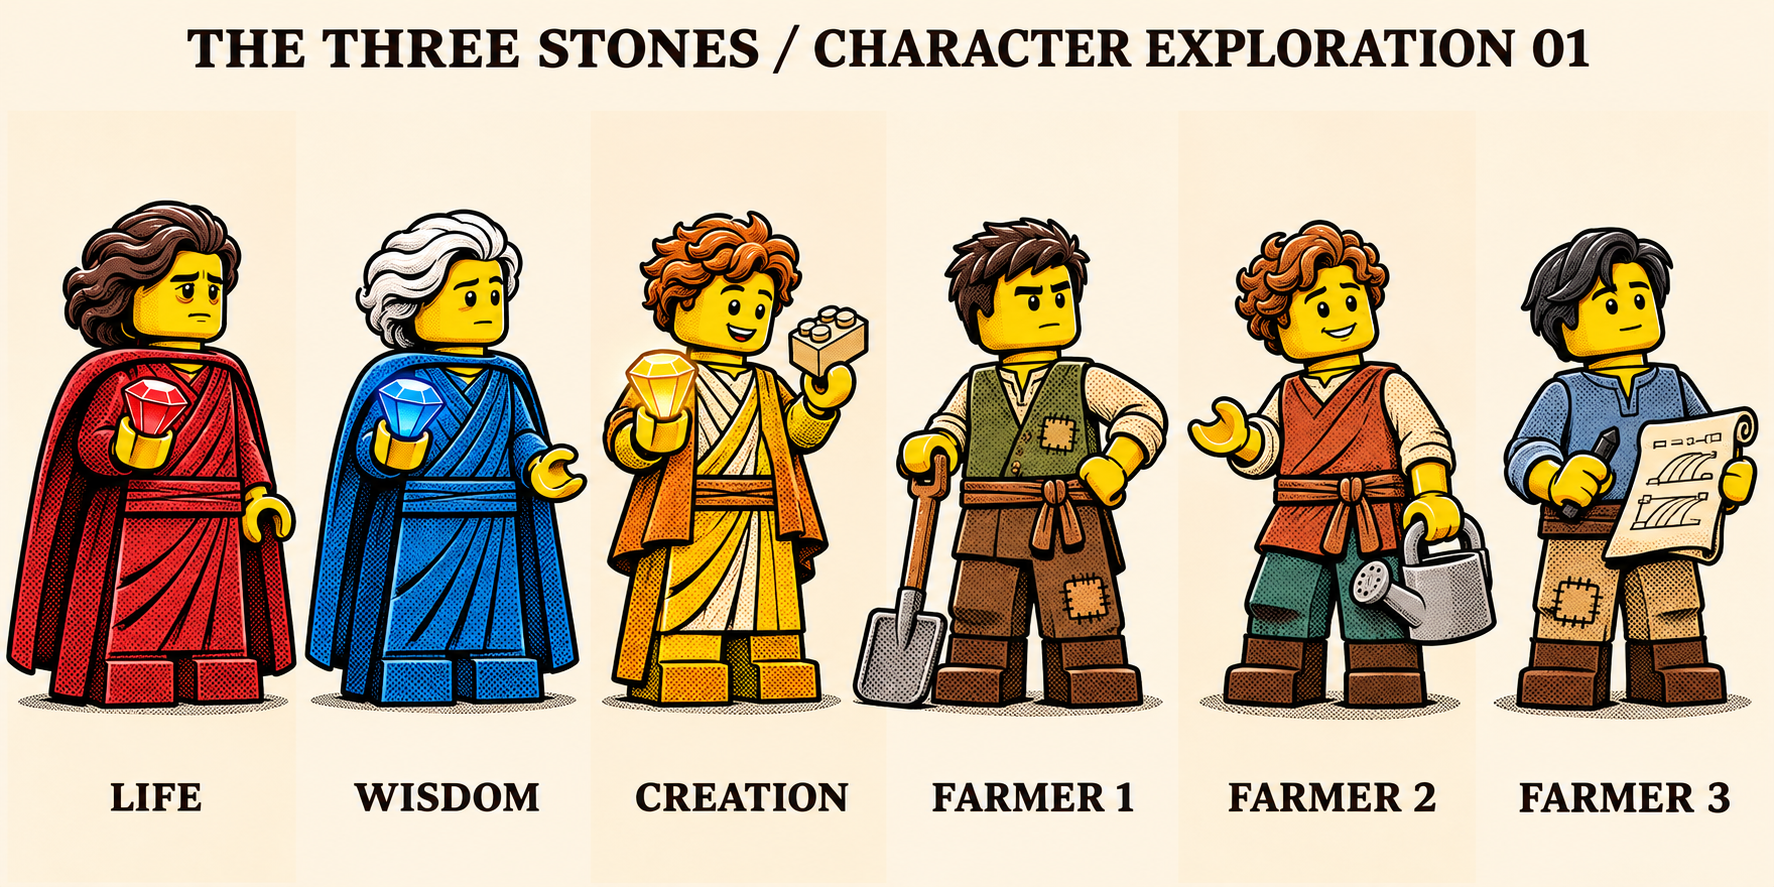 THE THREE STONES / CHARACTER EXPLORATION 01
LIFE
WISDOM
CREATION
FARMER 1
FARMER 2
FARMER 3